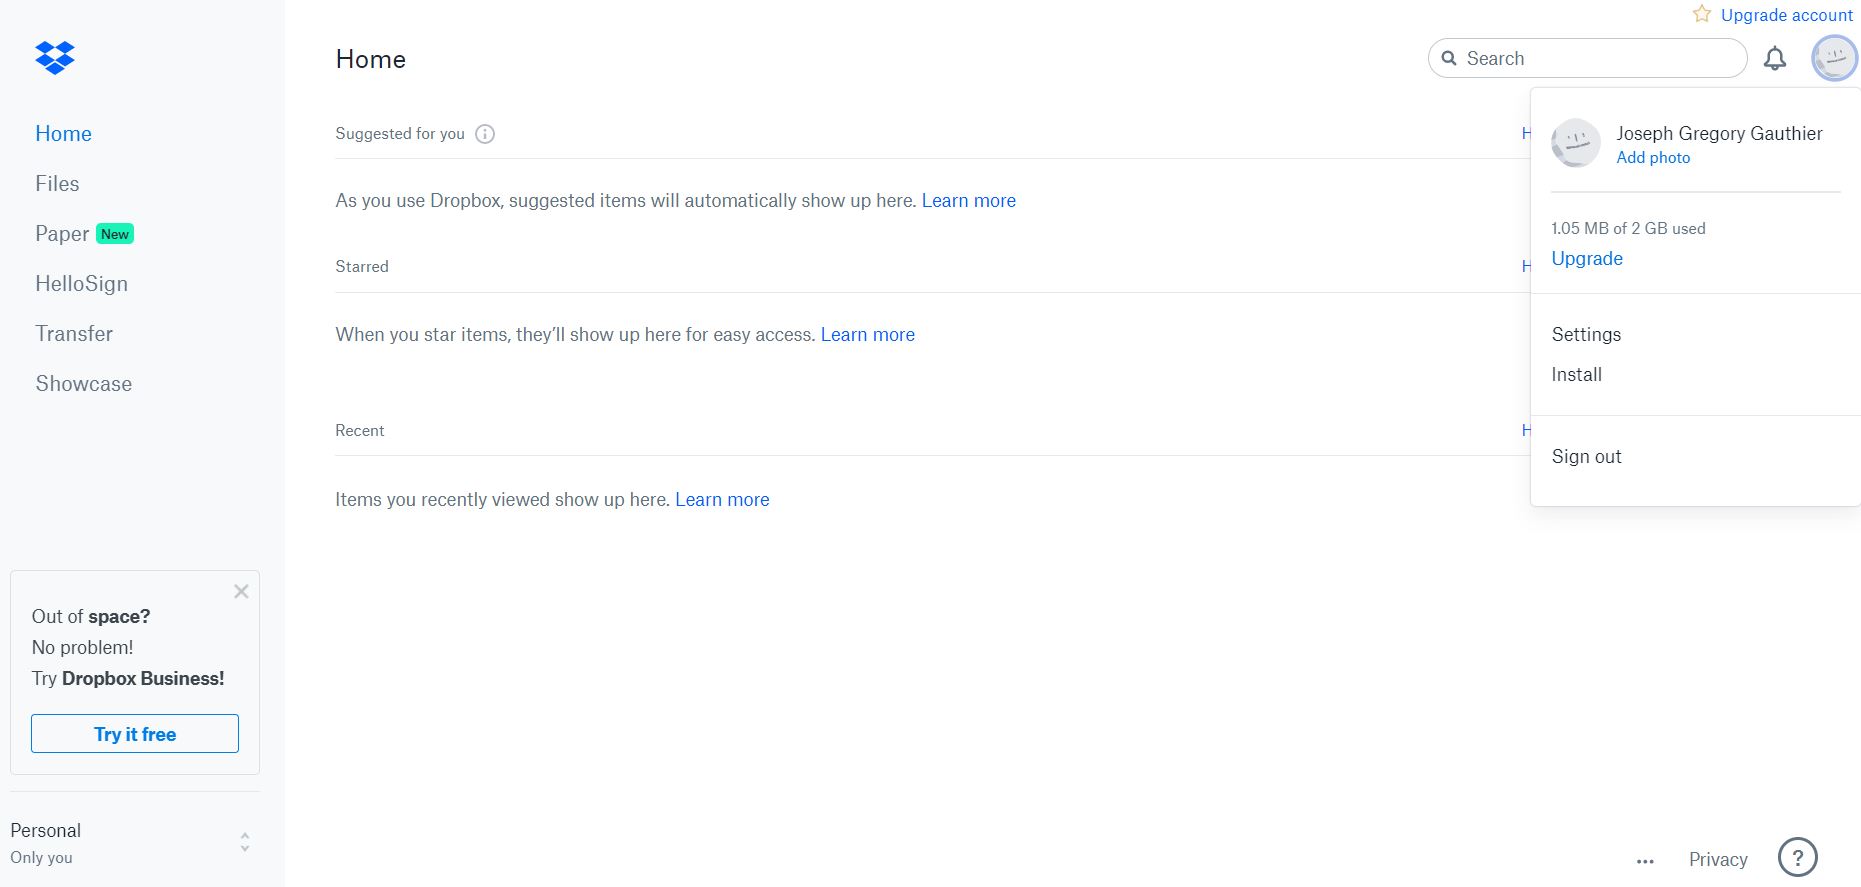 Upgrade account
Home
Search
Home
Files
Paper New
HelloSign
Transfer
Showcase
Suggested for you
As you use Dropbox, suggested items will automatically show up here. Learn more
Starred
When you star items, they'll show up here for easy access. Learn more
Recent
Items you recently viewed show up here. Learn more
Joseph Gregory Gauthier
Add photo
1.05 MB of 2 GB used
Upgrade
Settings
Install
Sign out
Out of space?
No problem!
Try Dropbox Business!
Try it free
Personal
Only you
... Privacy ?